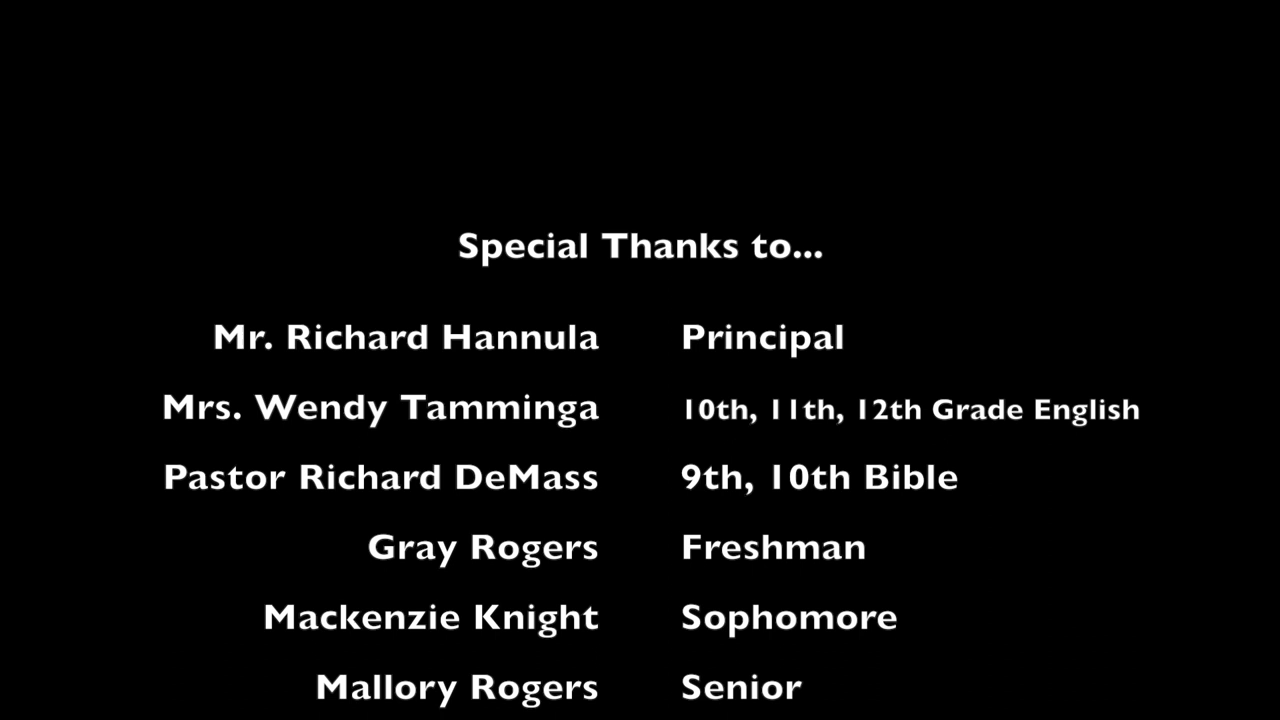 Special Thanks to...
Mr. Richard Hannula Principal
Mrs. Wendy Tamminga 10th, 11th, 12th Grade English
Pastor Richard DeMass 9th, 10th Bible
Gray Rogers Freshman
Mackenzie Knight Sophomore
Mallory Rogers Senior